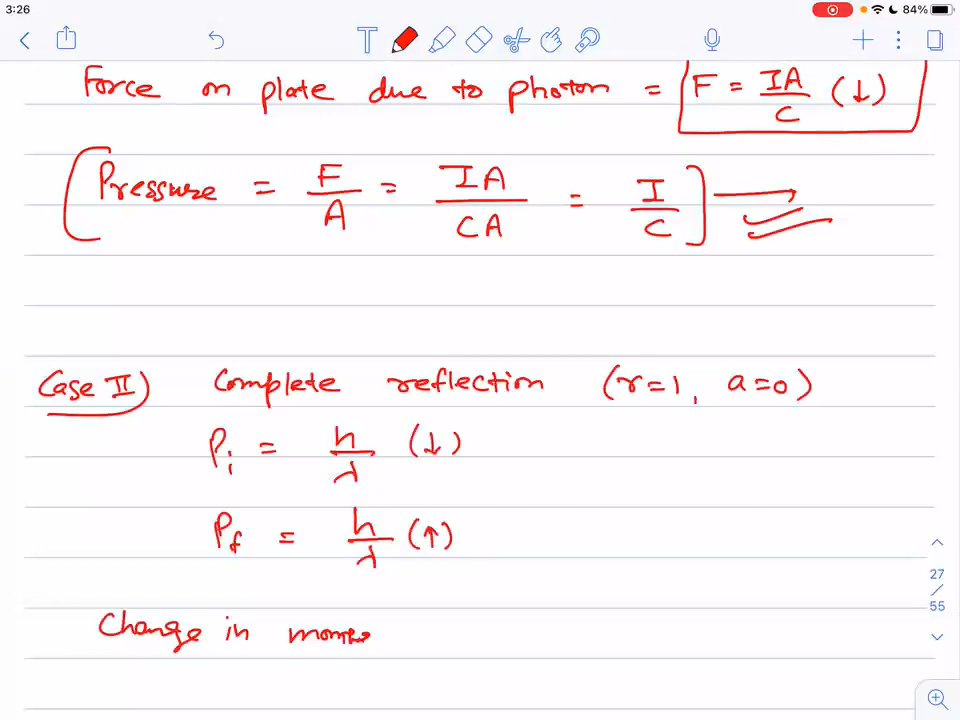 3:26 84%
T
Force on plate due to photon = F = IA/C (↓)
Pressure = F/A = IA/CA = I/C
Case II) Complete reflection (r=1, a=0)
Pi = h/λ (↓)
Pf = h/λ (↑)
27
/
55
Change in